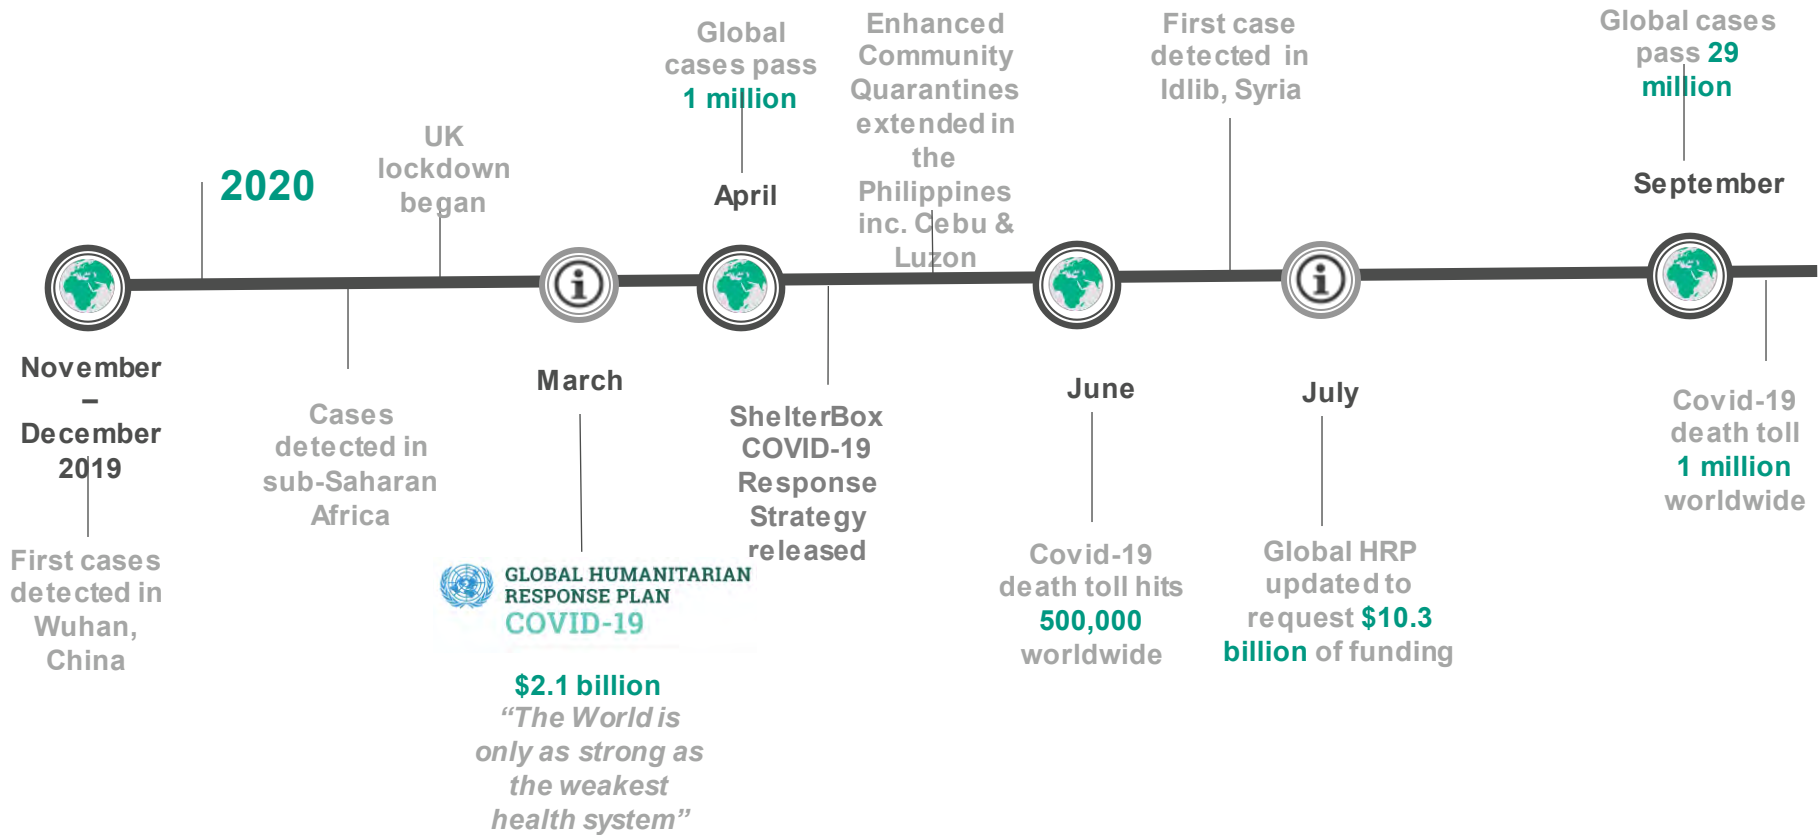 November
–
December
2019
First cases
detected in
Wuhan,
China
2020
Cases
detected in
sub-Saharan
Africa
UK
lockdown
began
March
GLOBAL HUMANITARIAN
RESPONSE PLAN
COVID-19
$2.1 billion
“The World is
only as strong as
the weakest
health system”
Global
cases pass
1 million
April
ShelterBox
COVID-19
Response
Strategy
released
Enhanced
Community
Quarantines
extended in
the
Philippines
inc. Cebu &
Luzon
June
Covid-19
death toll hits
500,000
worldwide
First case
detected in
Idlib, Syria
July
Global HRP
updated to
request $10.3
billion of funding
Global cases
pass 29
million
September
Covid-19
death toll
1 million
worldwide